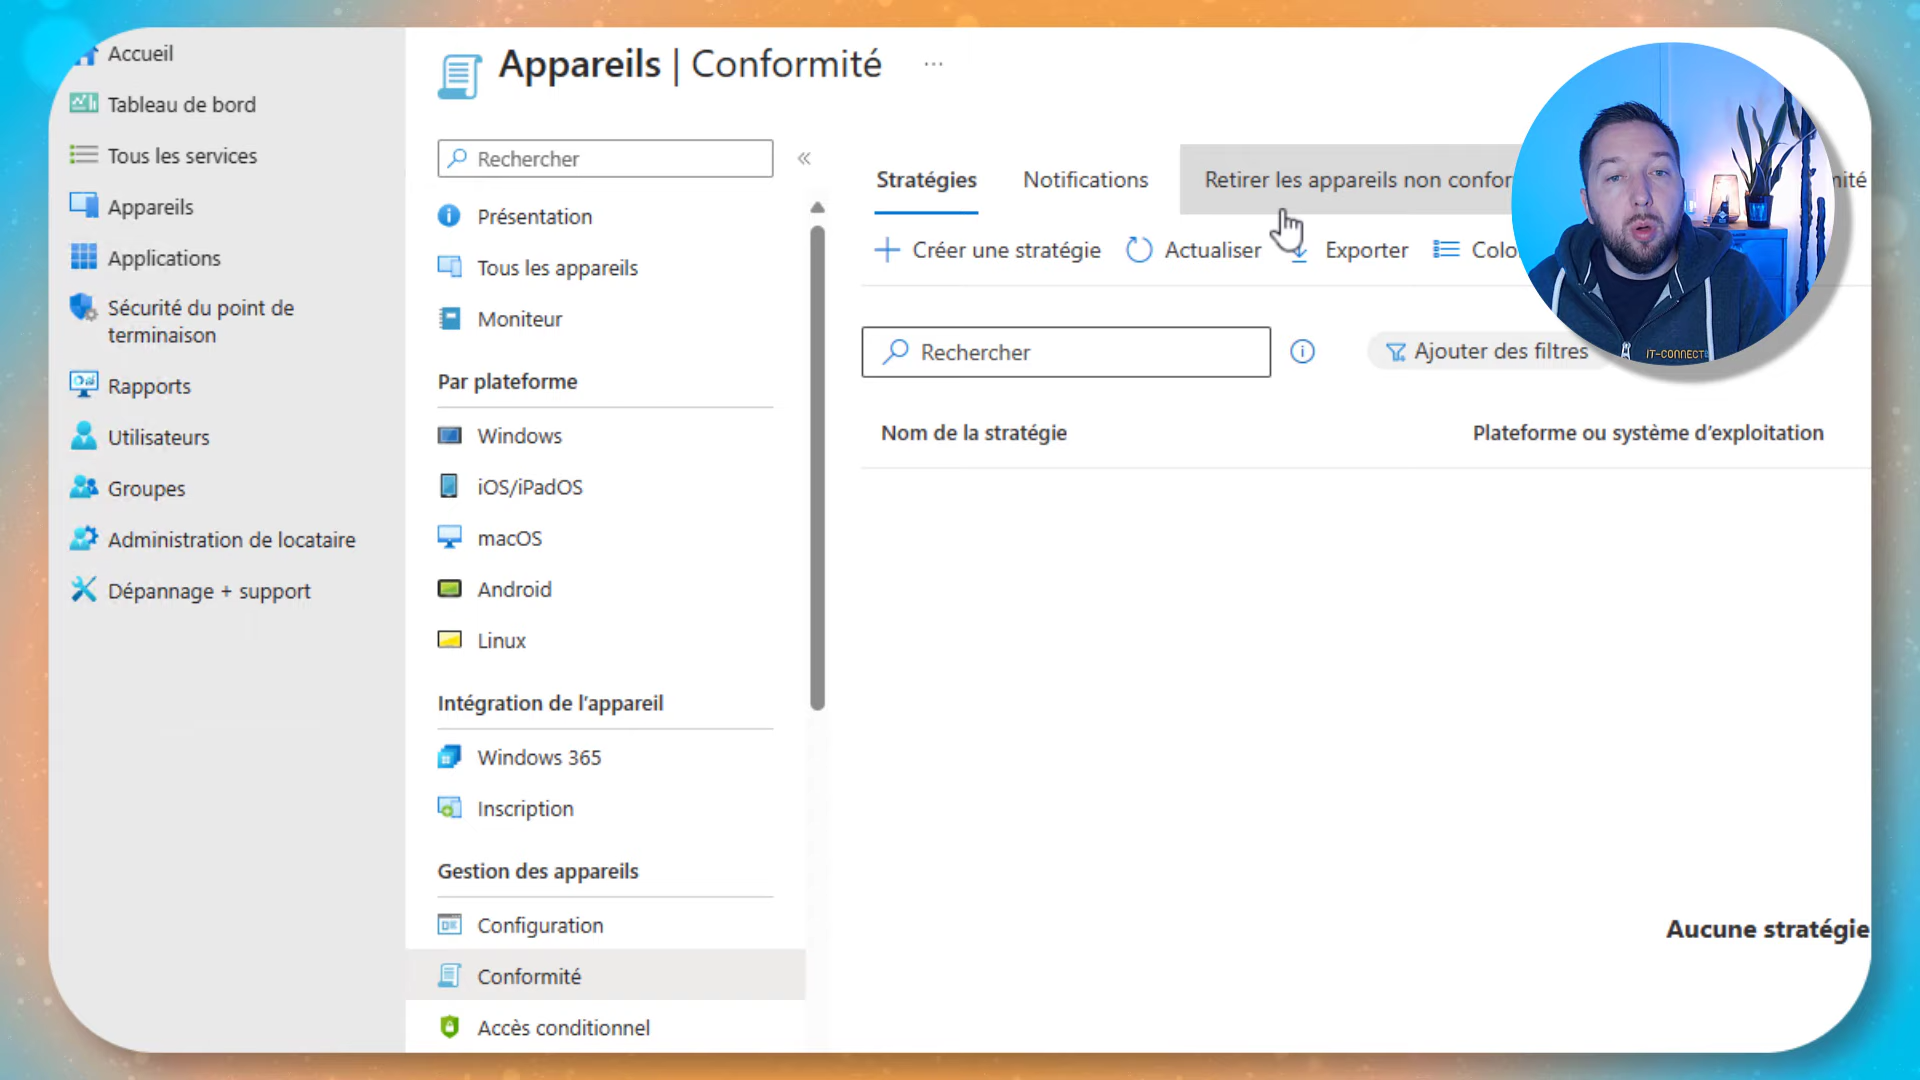 Accueil
Tableau de bord
Tous les services
Appareils
Applications
Sécurité du point de
terminaison
Rapports
Utilisateurs
Groupes
Administration de locataire
Dépannage + support
Appareils | Conformité
...
Rechercher
Présentation
Tous les appareils
Moniteur
Par plateforme
Windows
iOS/iPadOS
macOS
Android
Linux
Intégration de l'appareil
Windows 365
Inscription
Gestion des appareils
Configuration
Conformité
Accès conditionnel
Stratégies
Notifications
Retirer les appareils non confor
mité
Créer une stratégie
Actualiser
Exporter
Colo
Rechercher
Ajouter des filtres
Nom de la stratégie
Plateforme ou système d'exploitation
Aucune stratégie
IT-CONNECT